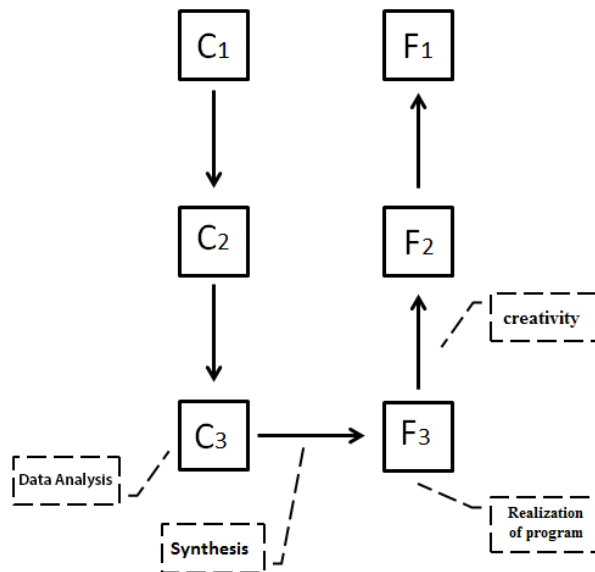 C1
F1
C2
F2
creativity
C3
F3
Data Analysis
Synthesis
Realization
of program